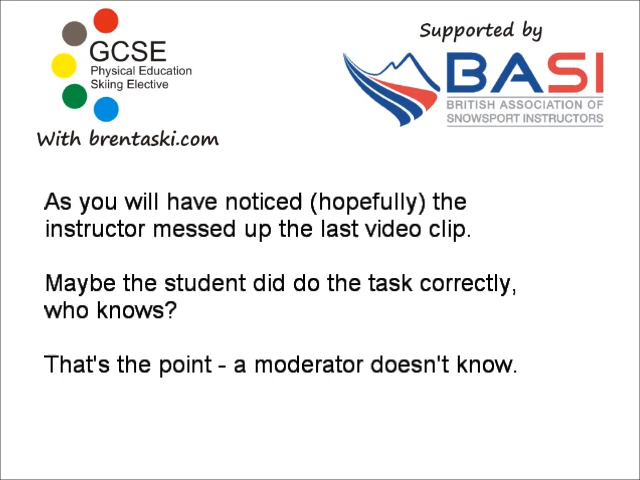 GCSE
Physical Education
Skiing Elective
With brentaski.com
Supported by
BASI
BRITISH ASSOCIATION OF
SNOWSPORT INSTRUCTORS
As you will have noticed (hopefully) the
instructor messed up the last video clip.
Maybe the student did do the task correctly,
who knows?
That's the point - a moderator doesn't know.